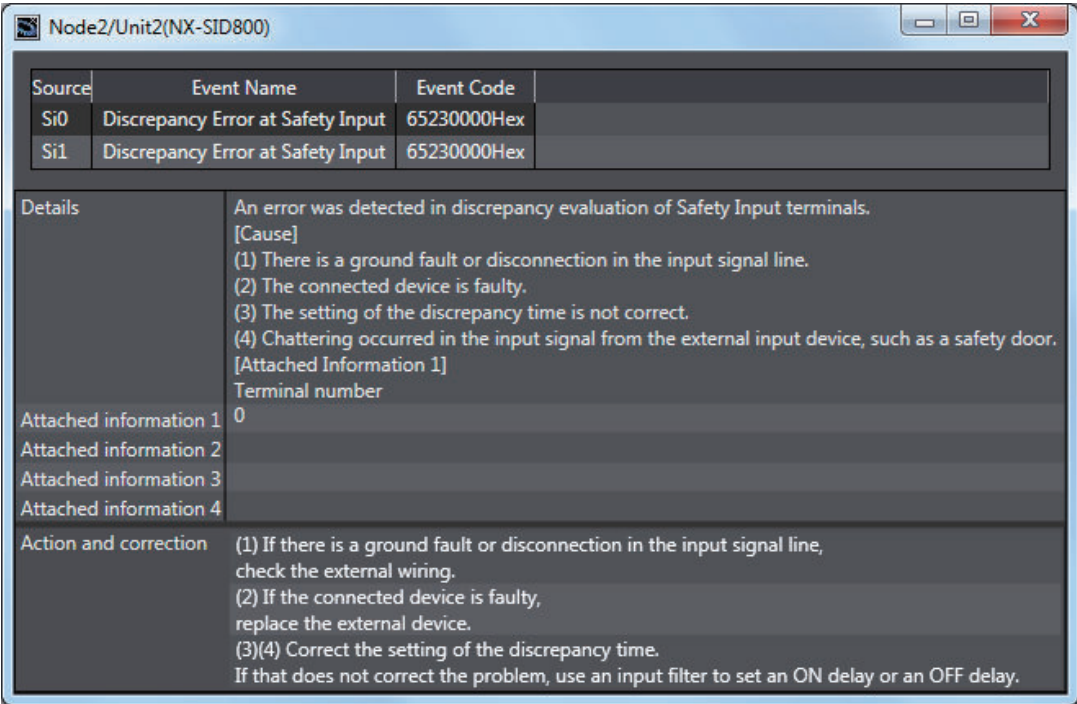 Node2/Unit2(NX-SID800)
Source Event Name Event Code
Si0 Discrepancy Error at Safety Input 65230000Hex
Si1 Discrepancy Error at Safety Input 65230000Hex
Details An error was detected in discrepancy evaluation of Safety Input terminals.
[Cause]
(1) There is a ground fault or disconnection in the input signal line.
(2) The connected device is faulty.
(3) The setting of the discrepancy time is not correct.
(4) Chattering occurred in the input signal from the external input device, such as a safety door.
[Attached Information 1]
Terminal number
Attached information 1 0
Attached information 2
Attached information 3
Attached information 4
Action and correction (1) If there is a ground fault or disconnection in the input signal line,
check the external wiring.
(2) If the connected device is faulty,
replace the external device.
(3)(4) Correct the setting of the discrepancy time.
If that does not correct the problem, use an input filter to set an ON delay or an OFF delay.